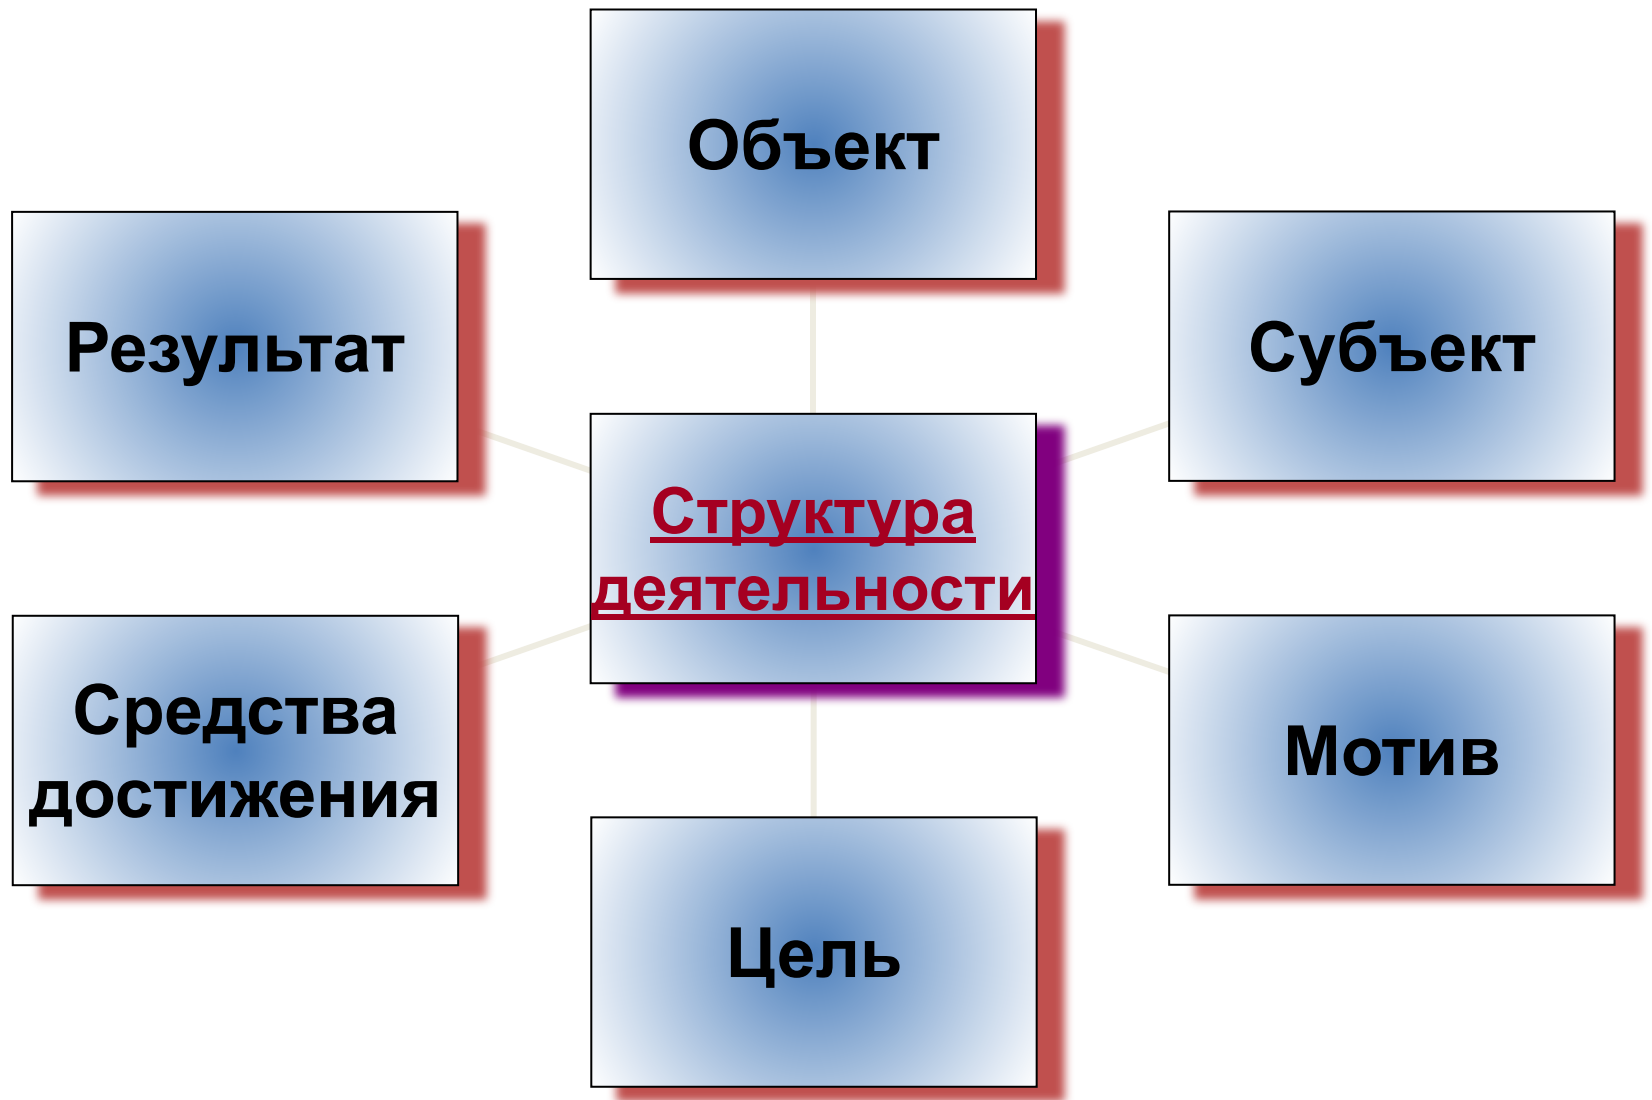 Объект
Результат
Субъект
Структура
деятельности
Средства
достижения
Мотив
Цель